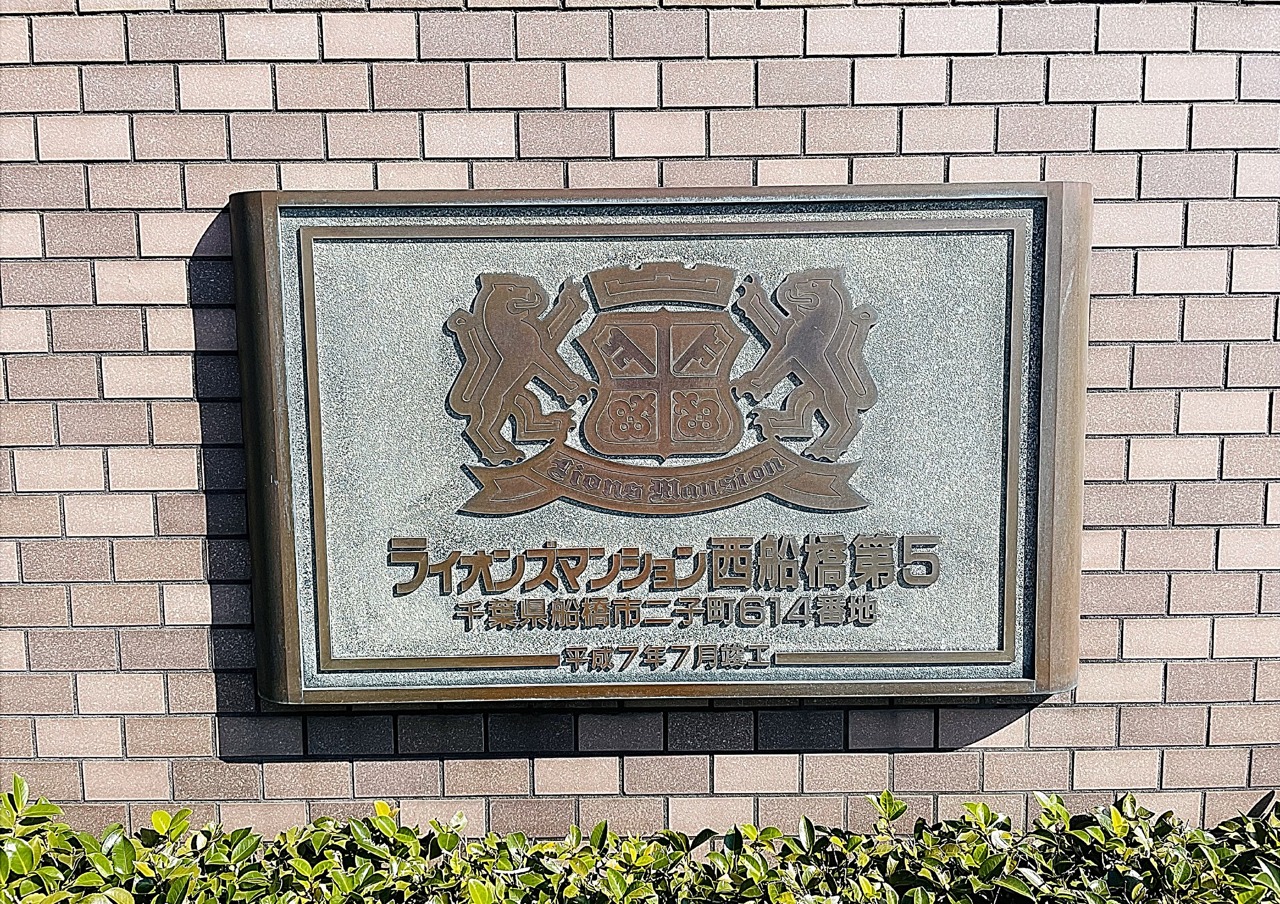 Lions Mansion
ライオンズマンション西船橋第5
千葉県船橋市二子町614番地
平成7年7月竣工